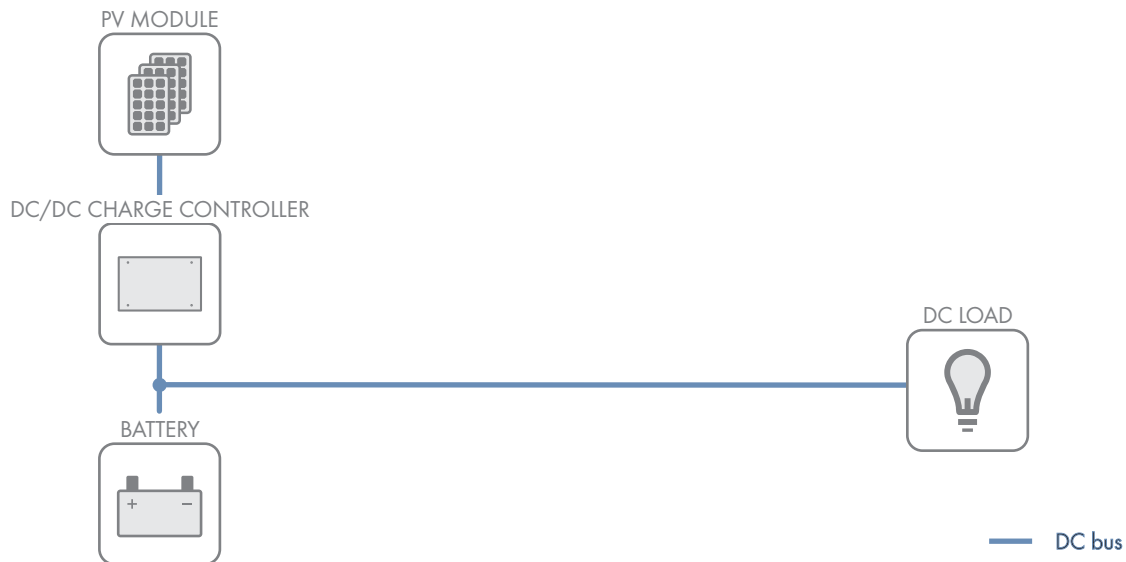 PV MODULE
DC/DC CHARGE CONTROLLER
DC LOAD
BATTERY
+ −
DC bus